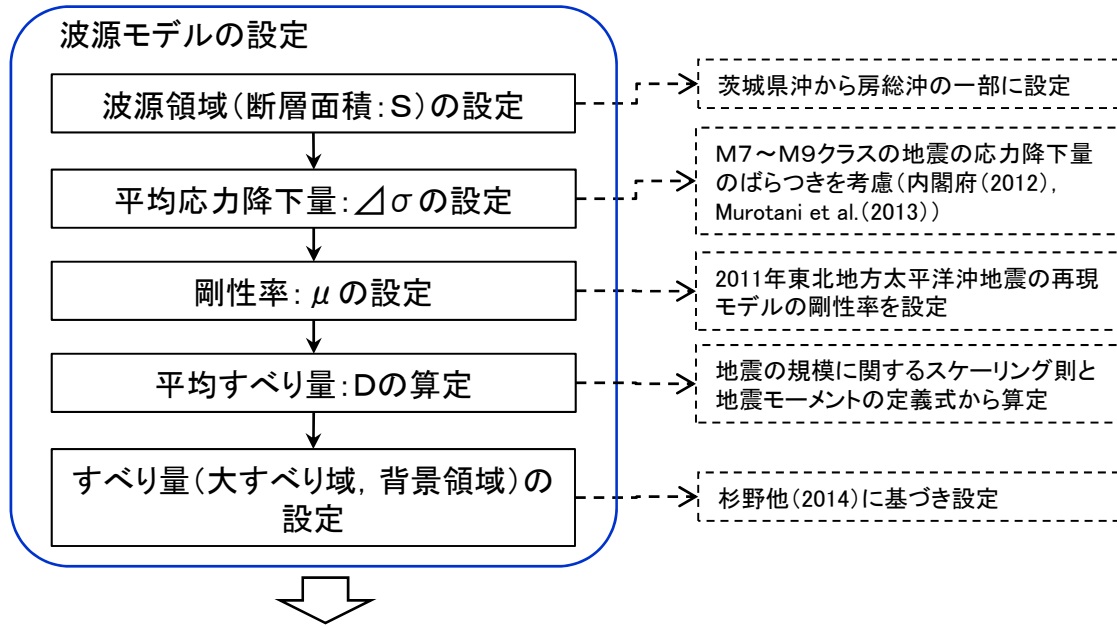 波源モデルの設定
波源領域(断層面積:S)の設定
茨城県沖から房総沖の一部に設定
平均応力降下量:⊿σの設定
M7～M9クラスの地震の応力降下量
のばらつきを考慮(内閣府(2012),
Murotani et al.(2013))
剛性率:μの設定
2011年東北地方太平洋沖地震の再現
モデルの剛性率を設定
平均すべり量:Dの算定
地震の規模に関するスケーリング則と
地震モーメントの定義式から算定
すべり量(大すべり域, 背景領域)の
設定
杉野他(2014)に基づき設定